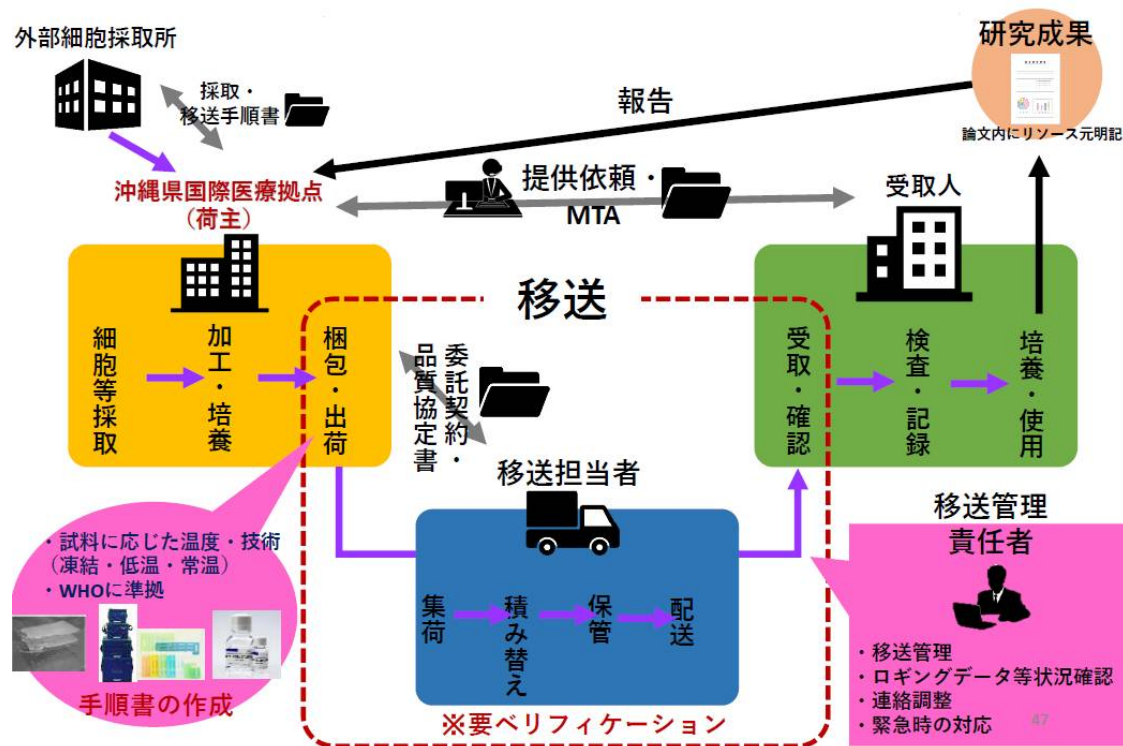 外部細胞採取所
採取・
移送手順書
沖縄県国際医療拠点
（荷主）
報告
研究成果
論文内にリソース元明記
提供依頼・
MTA
受取人
細胞等採取
加工・培養
梱包・出荷
移送
委託契約・
品質協定書
受取・確認
検査・記録
培養・使用
移送担当者
集荷
積み替え
保管
配送
※要ベリフィケーション
・試料に応じた温度・技術
（凍結・低温・常温）
・WHOに準拠
手順書の作成
移送管理
責任者
・移送管理
・ロギングデータ等状況確認
・連絡調整
・緊急時の対応
47